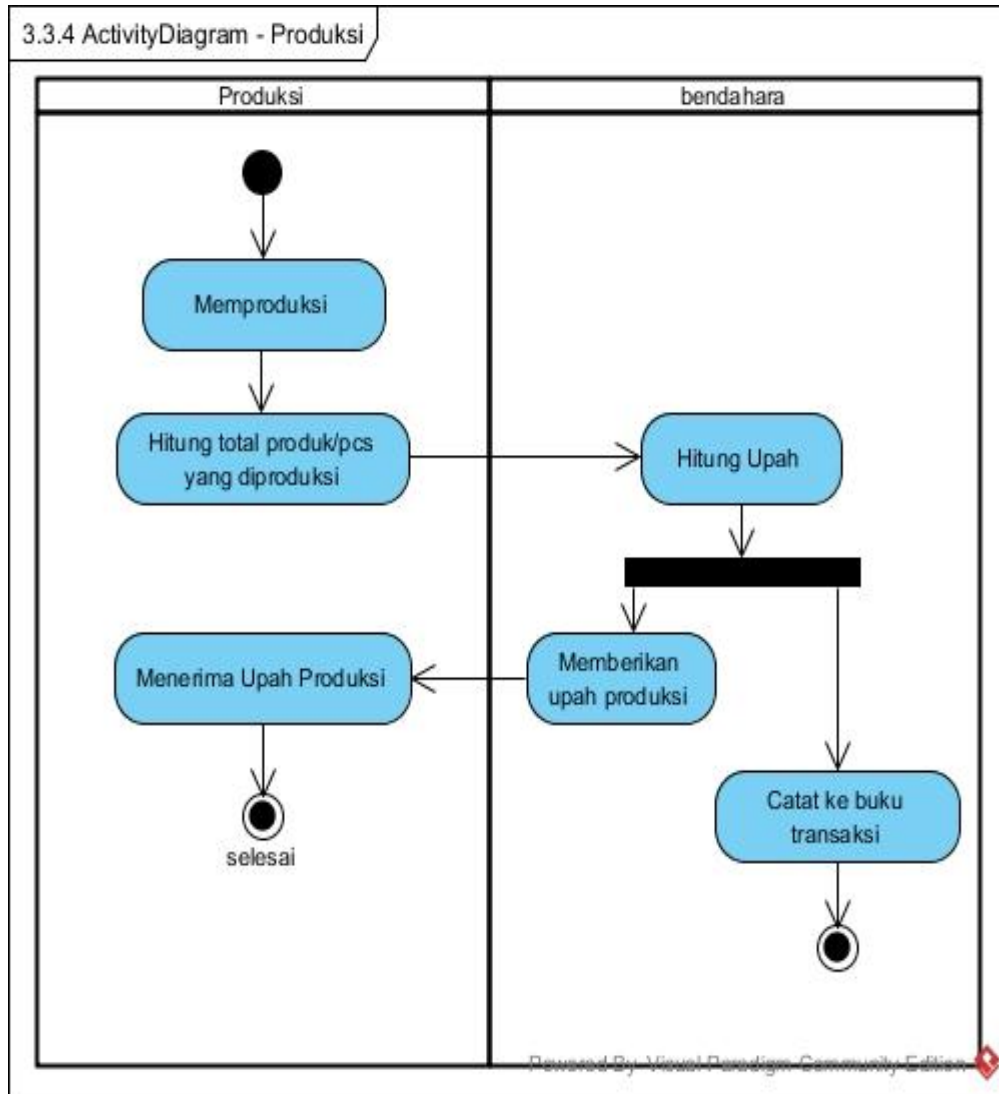 3.3.4 ActivityDiagram - Produksi
Produksi
bendahara
Memproduksi
Hitung total produk/pcs
yang diproduksi
Hitung Upah
Memberikan
upah produksi
Menerima Upah Produksi
Catat ke buku
transaksi
selesai
Powered By Visual Paradigm Community Edition